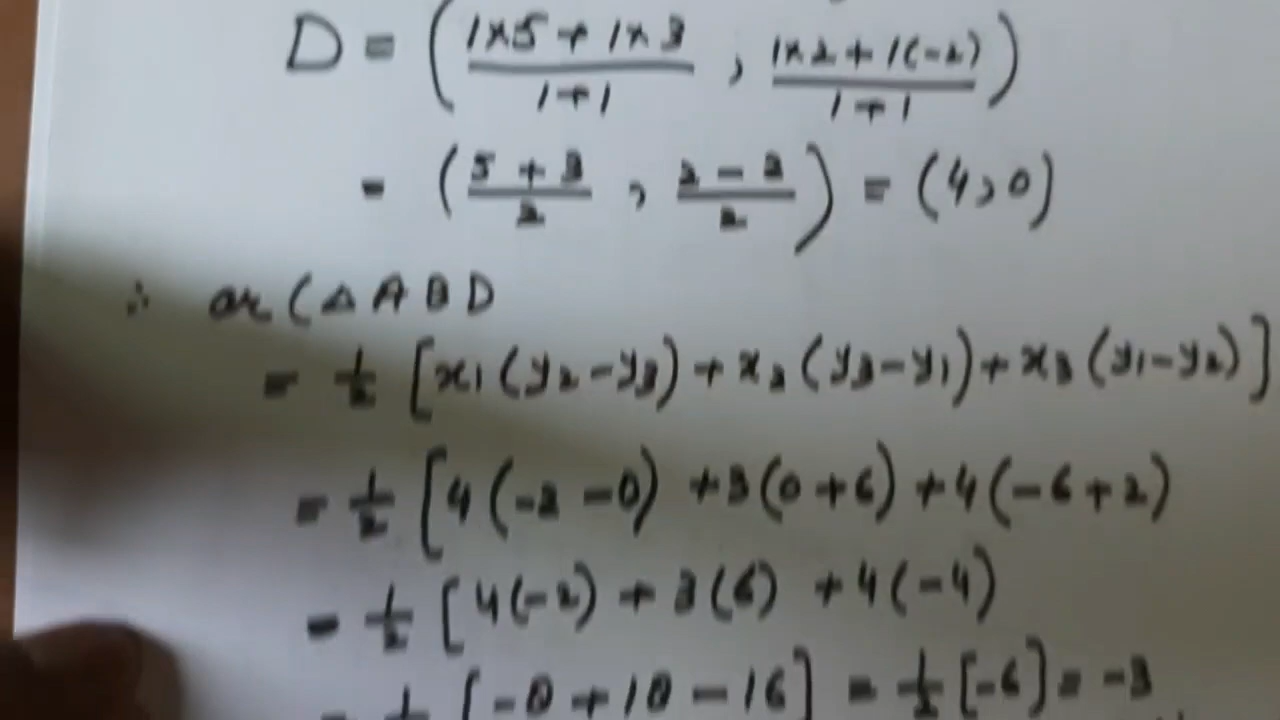 D = ( 1×5 + 1×3 / 1+1 , 1×2 + 1(-2) / 1+1 )
= ( 5 + 3 / 2 , 2 - 2 / 2 ) = (4, 0)
∴ ar(△ABD
= 1/2 [x₁(y₂-y₃) + x₂(y₃-y₁) + x₃(y₁-y₂)]
= 1/2 [4(-2-0) +3(0+6) +4(-6+2)
= 1/2 [4(-2) + 3(6) +4(-4)
= 1/2 [-8+18-16] = 1/2 [-6] = -3